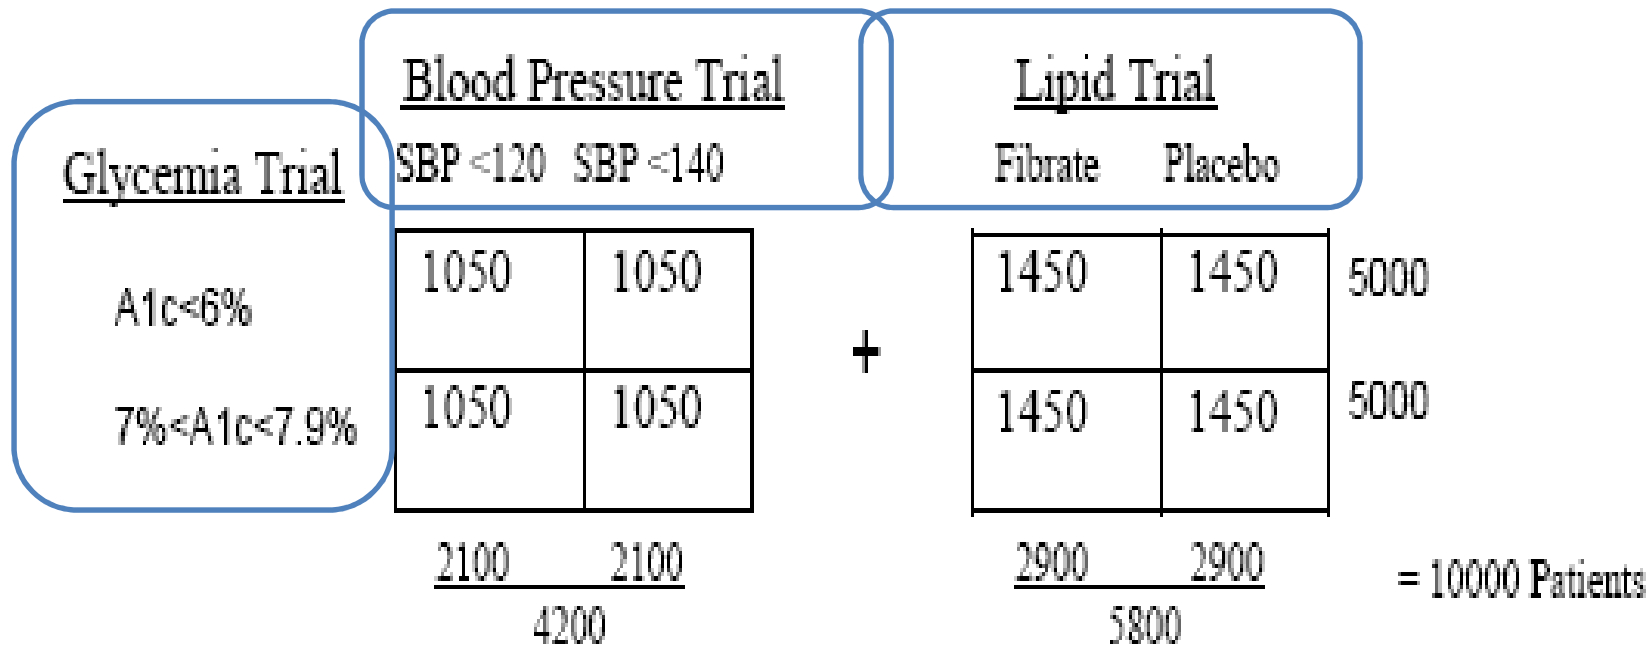 Blood Pressure Trial Lipid Trial
Glycemia Trial SBP <120 SBP <140 Fibrate Placebo
A1c<6% 1050 1050 1450 1450 5000
+
7%<A1c<7.9% 1050 1050 1450 1450 5000
2100 2100 2900 2900 = 10000 Patients
4200 5800